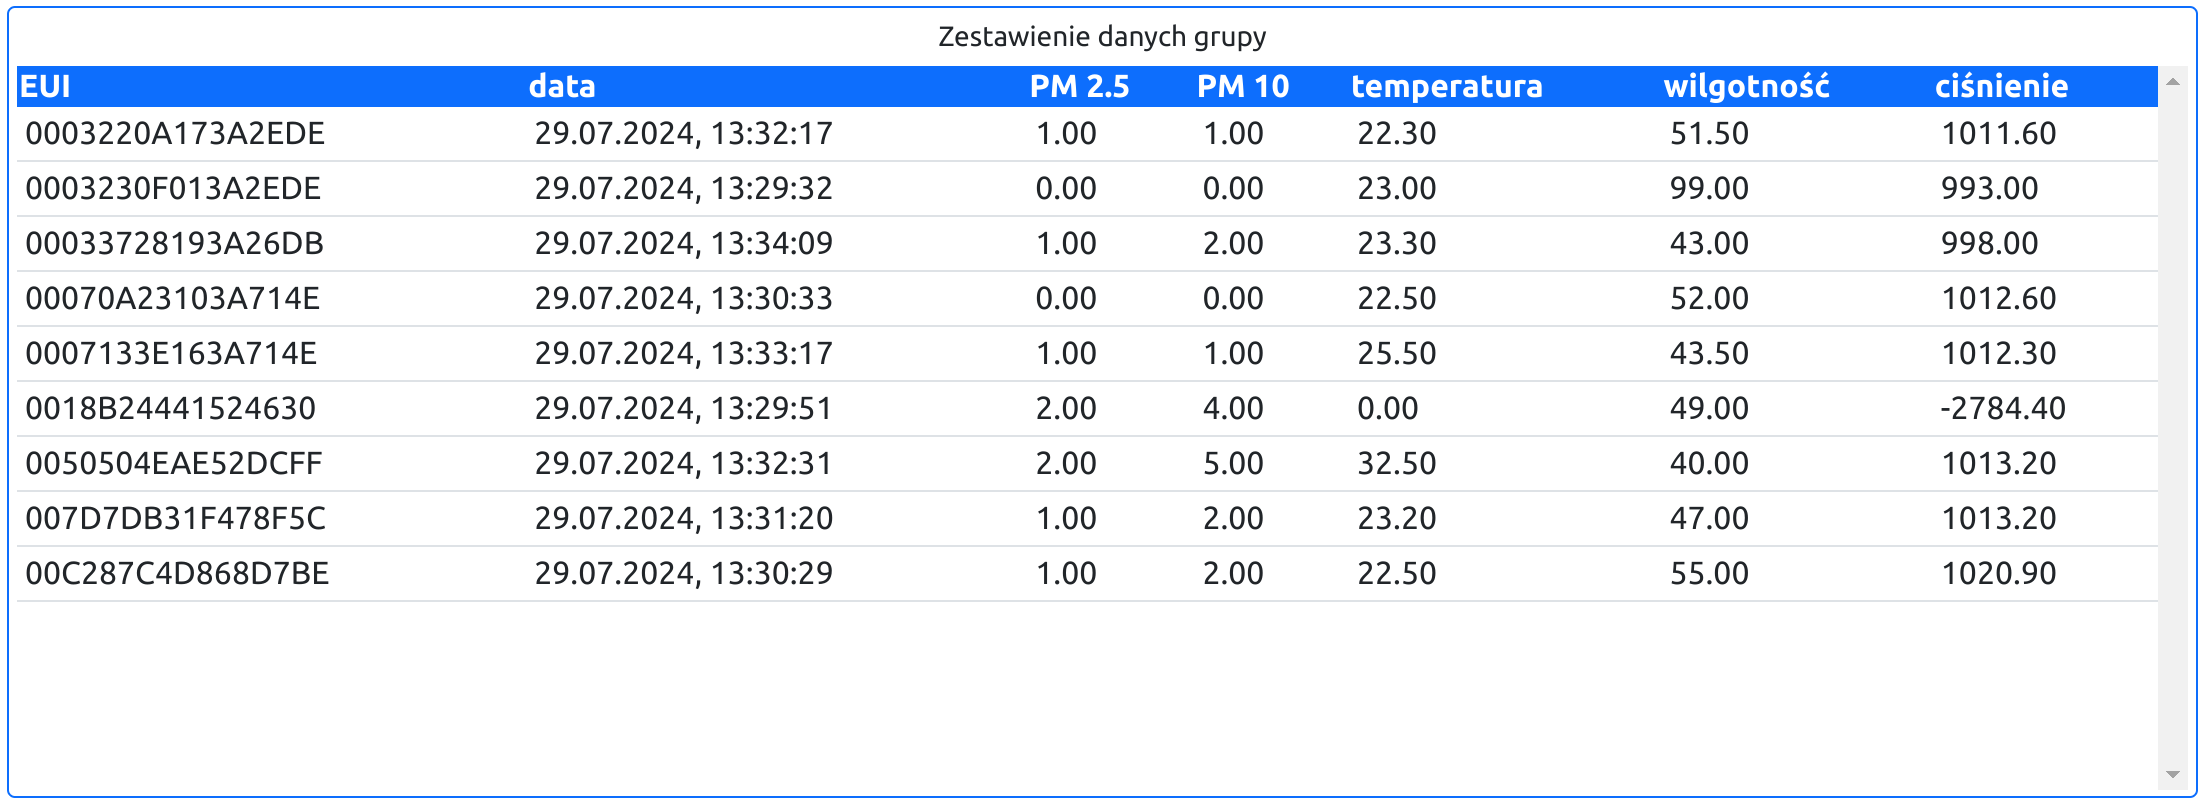 Zestawienie danych grupy
EUI data PM 2.5 PM 10 temperatura wilgotność ciśnienie
0003220A173A2EDE 29.07.2024, 13:32:17 1.00 1.00 22.30 51.50 1011.60
0003230F013A2EDE 29.07.2024, 13:29:32 0.00 0.00 23.00 99.00 993.00
00033728193A26DB 29.07.2024, 13:34:09 1.00 2.00 23.30 43.00 998.00
00070A23103A714E 29.07.2024, 13:30:33 0.00 0.00 22.50 52.00 1012.60
0007133E163A714E 29.07.2024, 13:33:17 1.00 1.00 25.50 43.50 1012.30
0018B24441524630 29.07.2024, 13:29:51 2.00 4.00 0.00 49.00 -2784.40
0050504EAE52DCFF 29.07.2024, 13:32:31 2.00 5.00 32.50 40.00 1013.20
007D7DB31F478F5C 29.07.2024, 13:31:20 1.00 2.00 23.20 47.00 1013.20
00C287C4D868D7BE 29.07.2024, 13:30:29 1.00 2.00 22.50 55.00 1020.90